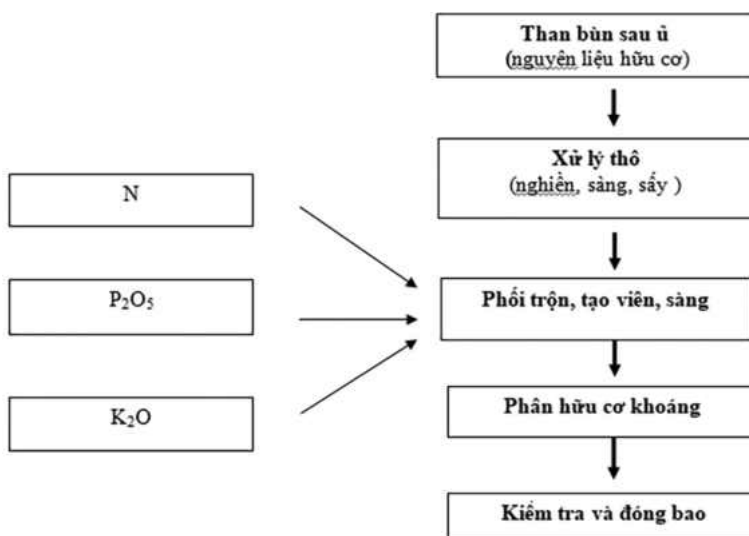 Than bùn sau ủ
(nguyên liệu hữu cơ)
Xử lý thô
(nghiền, sàng, sấy )
N
P₂O₅
K₂O
Phối trộn, tạo viên, sàng
Phân hữu cơ khoáng
Kiểm tra và đóng bao